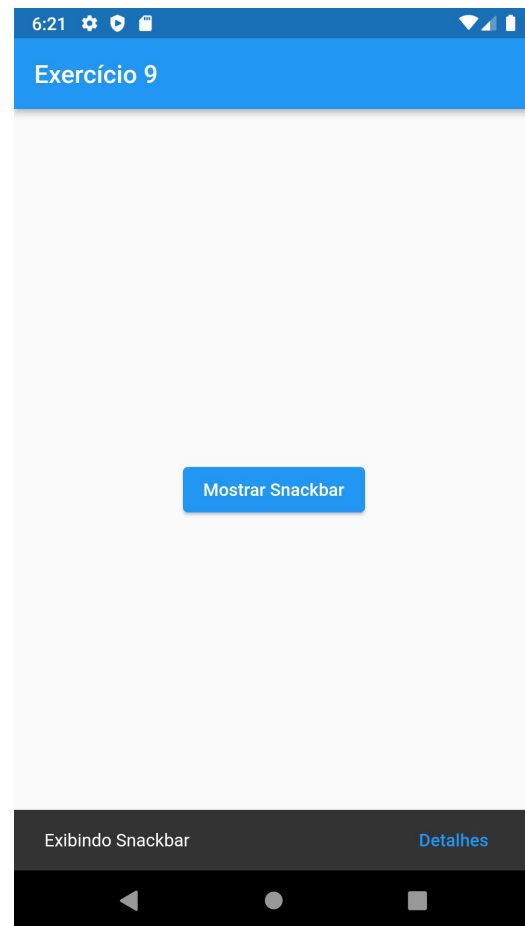 6:21
Exercício 9
Mostrar Snackbar
Exibindo Snackbar
Detalhes